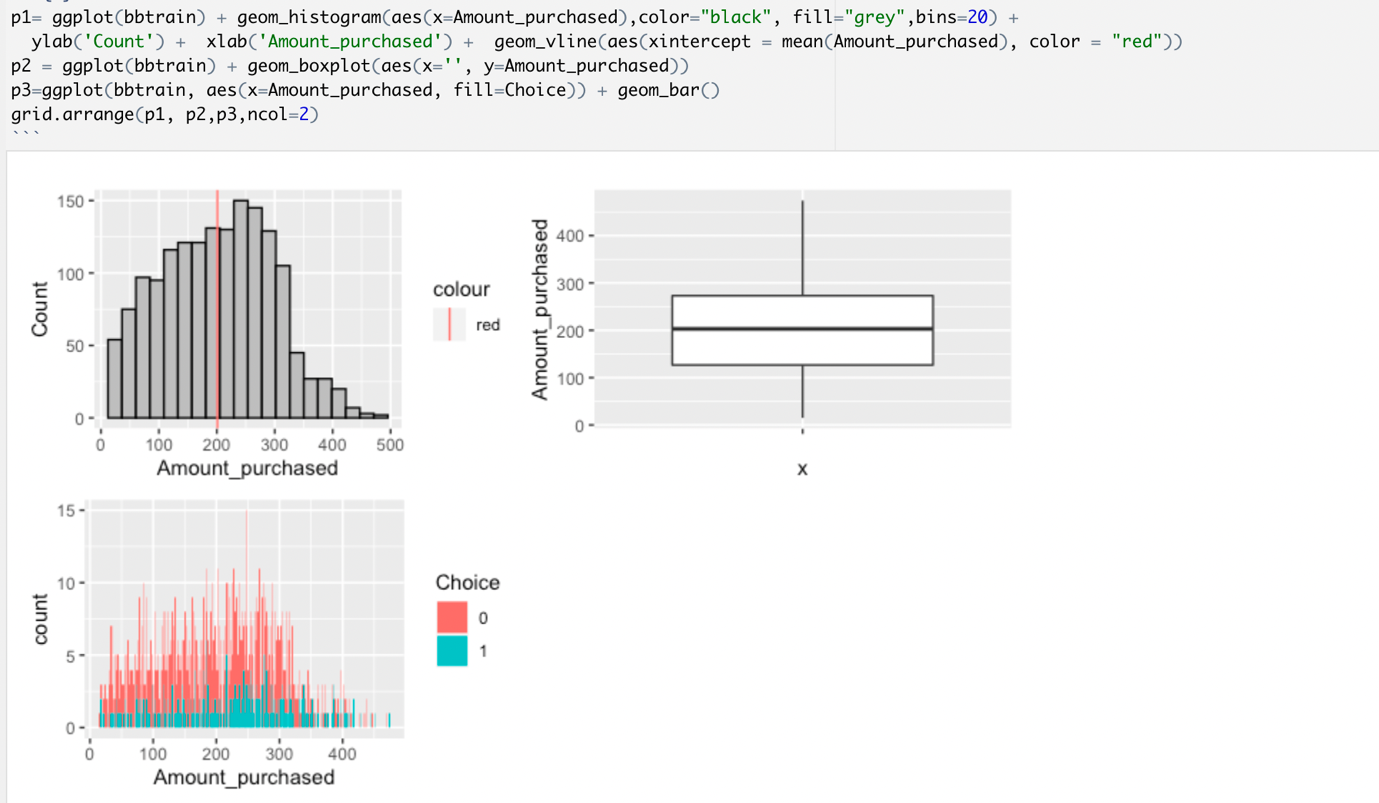 p1= ggplot(bbtrain) + geom_histogram(aes(x=Amount_purchased),color="black", fill="grey",bins=20) +
  ylab('Count') +  xlab('Amount_purchased') +  geom_vline(aes(xintercept = mean(Amount_purchased), color = "red"))
p2 = ggplot(bbtrain) + geom_boxplot(aes(x='', y=Amount_purchased))
p3=ggplot(bbtrain, aes(x=Amount_purchased, fill=Choice)) + geom_bar()
grid.arrange(p1, p2,p3,ncol=2)
```
150
100
50
0
Count
0 100 200 300 400 500
Amount_purchased
colour
red
400
300
200
100
0
Amount_purchased
x
15
10
5
0
count
0 100 200 300 400
Amount_purchased
Choice
0
1